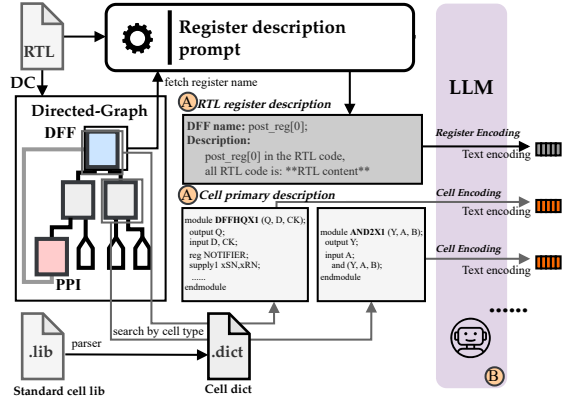 RTL
Register description
prompt
LLM
DC
fetch register name
Directed-Graph
DFF
PPI
A
RTL register description
DFF name: post_reg[0];
Description:
post_reg[0] in the RTL code,
all RTL code is: **RTL content**
Register Encoding
Text encoding
A
Cell primary description
module DFFHQX1 (Q, D, CK);
output Q;
input D, CK;
reg NOTIFIER;
supply1 xSN,xRN;
......
endmodule
module AND2X1 (Y, A, B);
output Y;
input A;
and (Y, A, B);
endmodule
Cell Encoding
Text encoding
Cell Encoding
Text encoding
search by cell type
.lib
parser
.dict
Standard cell lib
Cell dict
......
B